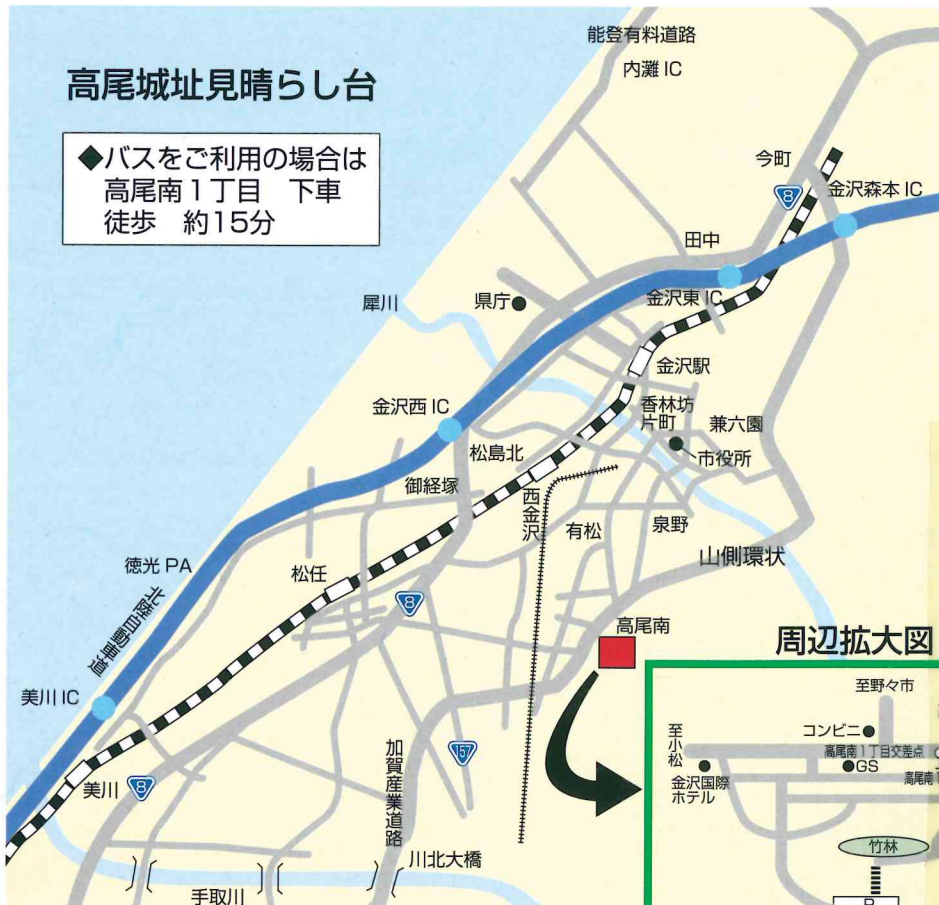 高尾城址見晴らし台
◆バスをご利用の場合は
高尾南1丁目 下車
徒歩 約15分
能登有料道路
内灘 IC
今町
8
金沢森本 IC
田中
金沢東 IC
犀川
県庁
金沢駅
金沢西 IC
香林坊
片町
兼六園
市役所
松島北
御経塚
西金沢
有松
泉野
山側環状
徳光 PA
松任
北陸自動車道
8
高尾南
周辺拡大図
美川 IC
至野々市
コンビニ
至小松
高尾南1丁目交差点
GS
金沢国際
ホテル
高尾南
157
加賀産業道路
美川
8
竹林
川北大橋
手取川
P